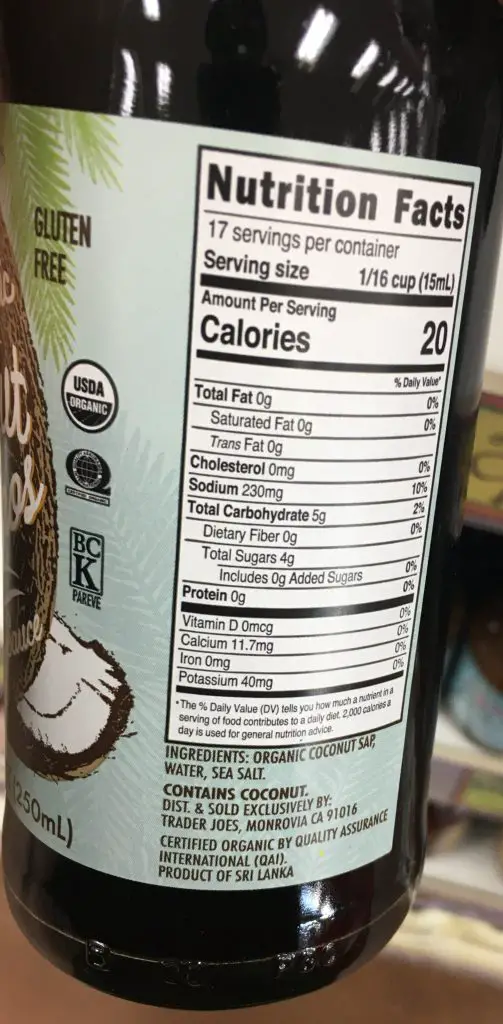 GLUTEN
FREE
USDA
ORGANIC
BC
K
PAREVE
(250mL)
Nutrition Facts
17 servings per container
Serving size 1/16 cup (15mL)
Amount Per Serving
Calories 20
% Daily Value*
Total Fat 0g 0%
Saturated Fat 0g 0%
Trans Fat 0g
Cholesterol 0mg 0%
Sodium 230mg 10%
Total Carbohydrate 5g 2%
Dietary Fiber 0g 0%
Total Sugars 4g
Includes 0g Added Sugars 0%
Protein 0g 0%
Vitamin D 0mcg 0%
Calcium 11.7mg 0%
Iron 0mg 0%
Potassium 40mg 0%
*The % Daily Value (DV) tells you how much a nutrient in a
serving of food contributes to a daily diet. 2,000 calories a
day is used for general nutrition advice.
INGREDIENTS: ORGANIC COCONUT SAP,
WATER, SEA SALT.
CONTAINS COCONUT.
DIST. & SOLD EXCLUSIVELY BY:
TRADER JOES, MONROVIA CA 91016
CERTIFIED ORGANIC BY QUALITY ASSURANCE
INTERNATIONAL (QAI).
PRODUCT OF SRI LANKA